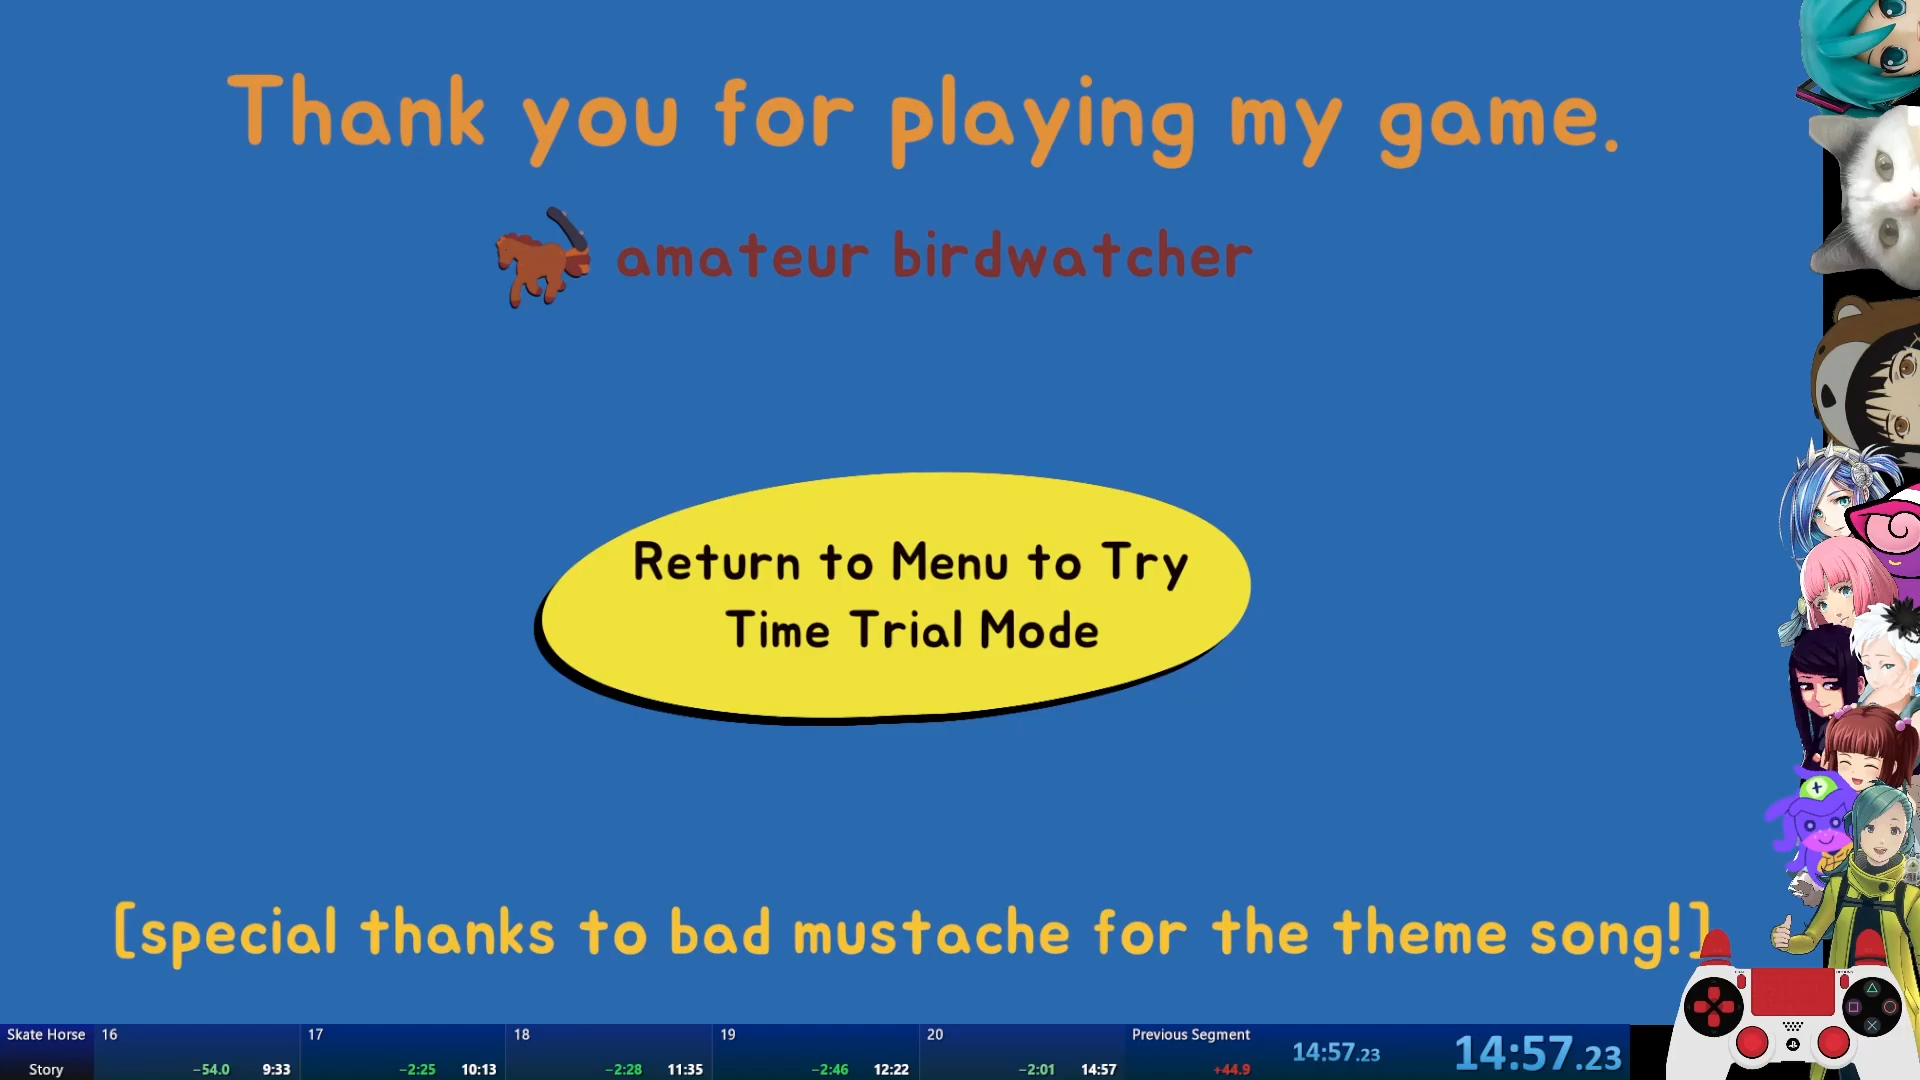 Thank you for playing my game.
amateur birdwatcher
Return to Menu to Try
Time Trial Mode
[special thanks to bad mustache for the theme song!]
Skate Horse
Story
16
-54.0 9:33
17
-2:25 10:13
18
-2:28 11:35
19
-2:46 12:22
20
-2:01 14:57
Previous Segment
+44.9
14:57.23
14:57.23